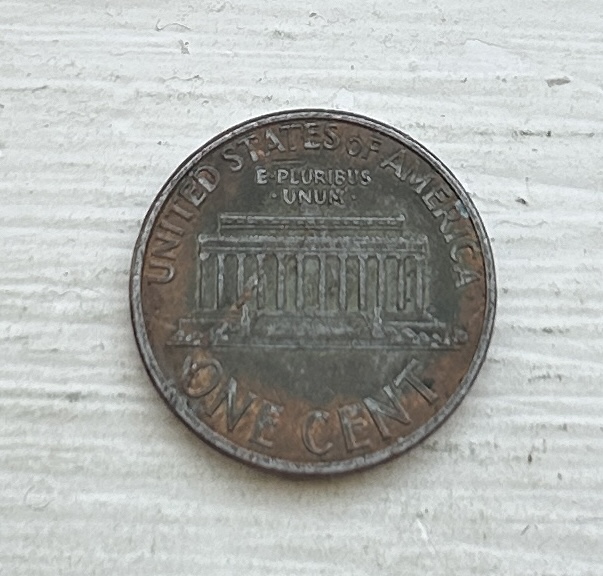 UNITED STATES OF AMERICA
E·PLURIBUS
·UNUM·
ONE CENT